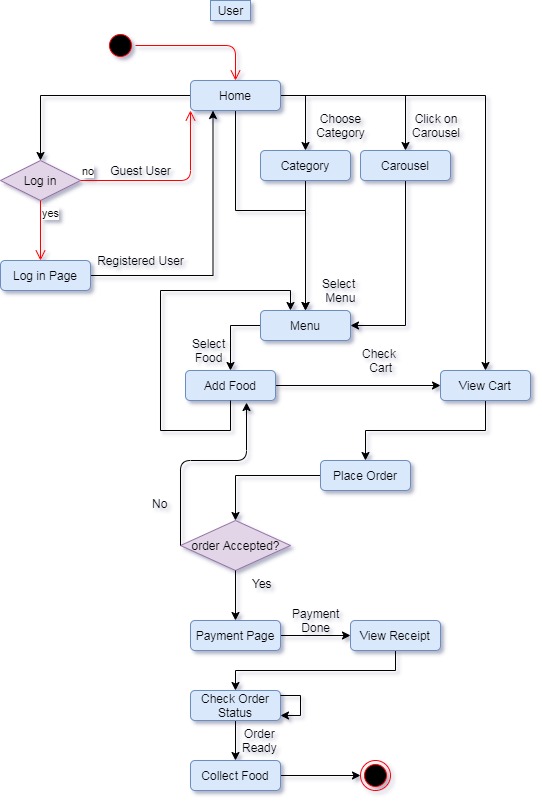 User
Home
Choose
Category
Click on
Carousel
Log in
no
Guest User
Category
Carousel
yes
Registered User
Log in Page
Select
Menu
Menu
Select
Food
Check
Cart
Add Food
View Cart
Place Order
No
order Accepted?
Yes
Payment
Done
Payment Page
View Receipt
Check Order
Status
Order
Ready
Collect Food